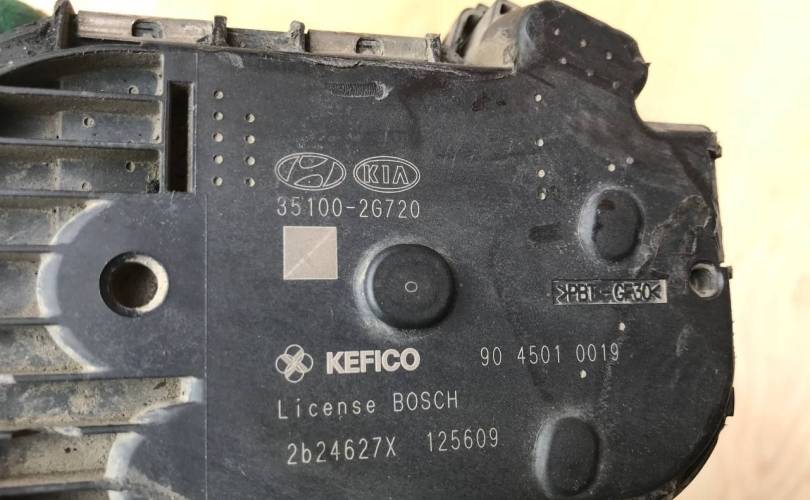 KIA
35100-2G720
>PBT-GF30<
KEFICO 90 4501 0019
License BOSCH
2b24627X 125609